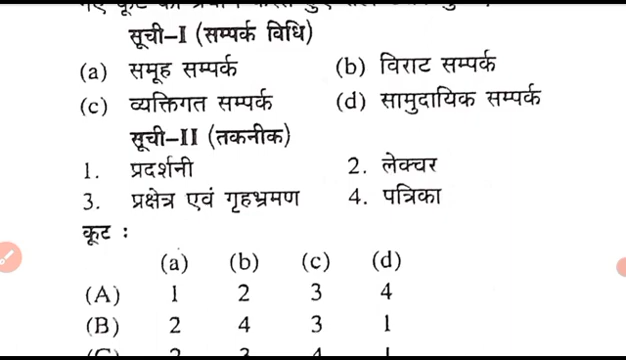 सूची–I (सम्पर्क विधि)
(a) समूह सम्पर्क (b) विराट सम्पर्क
(c) व्यक्तिगत सम्पर्क (d) सामुदायिक सम्पर्क
सूची–II (तकनीक)
1. प्रदर्शनी 2. लेक्चर
3. प्रक्षेत्र एवं गृहभ्रमण 4. पत्रिका
कूट :
(a) (b) (c) (d)
(A) 1 2 3 4
(B) 2 4 3 1